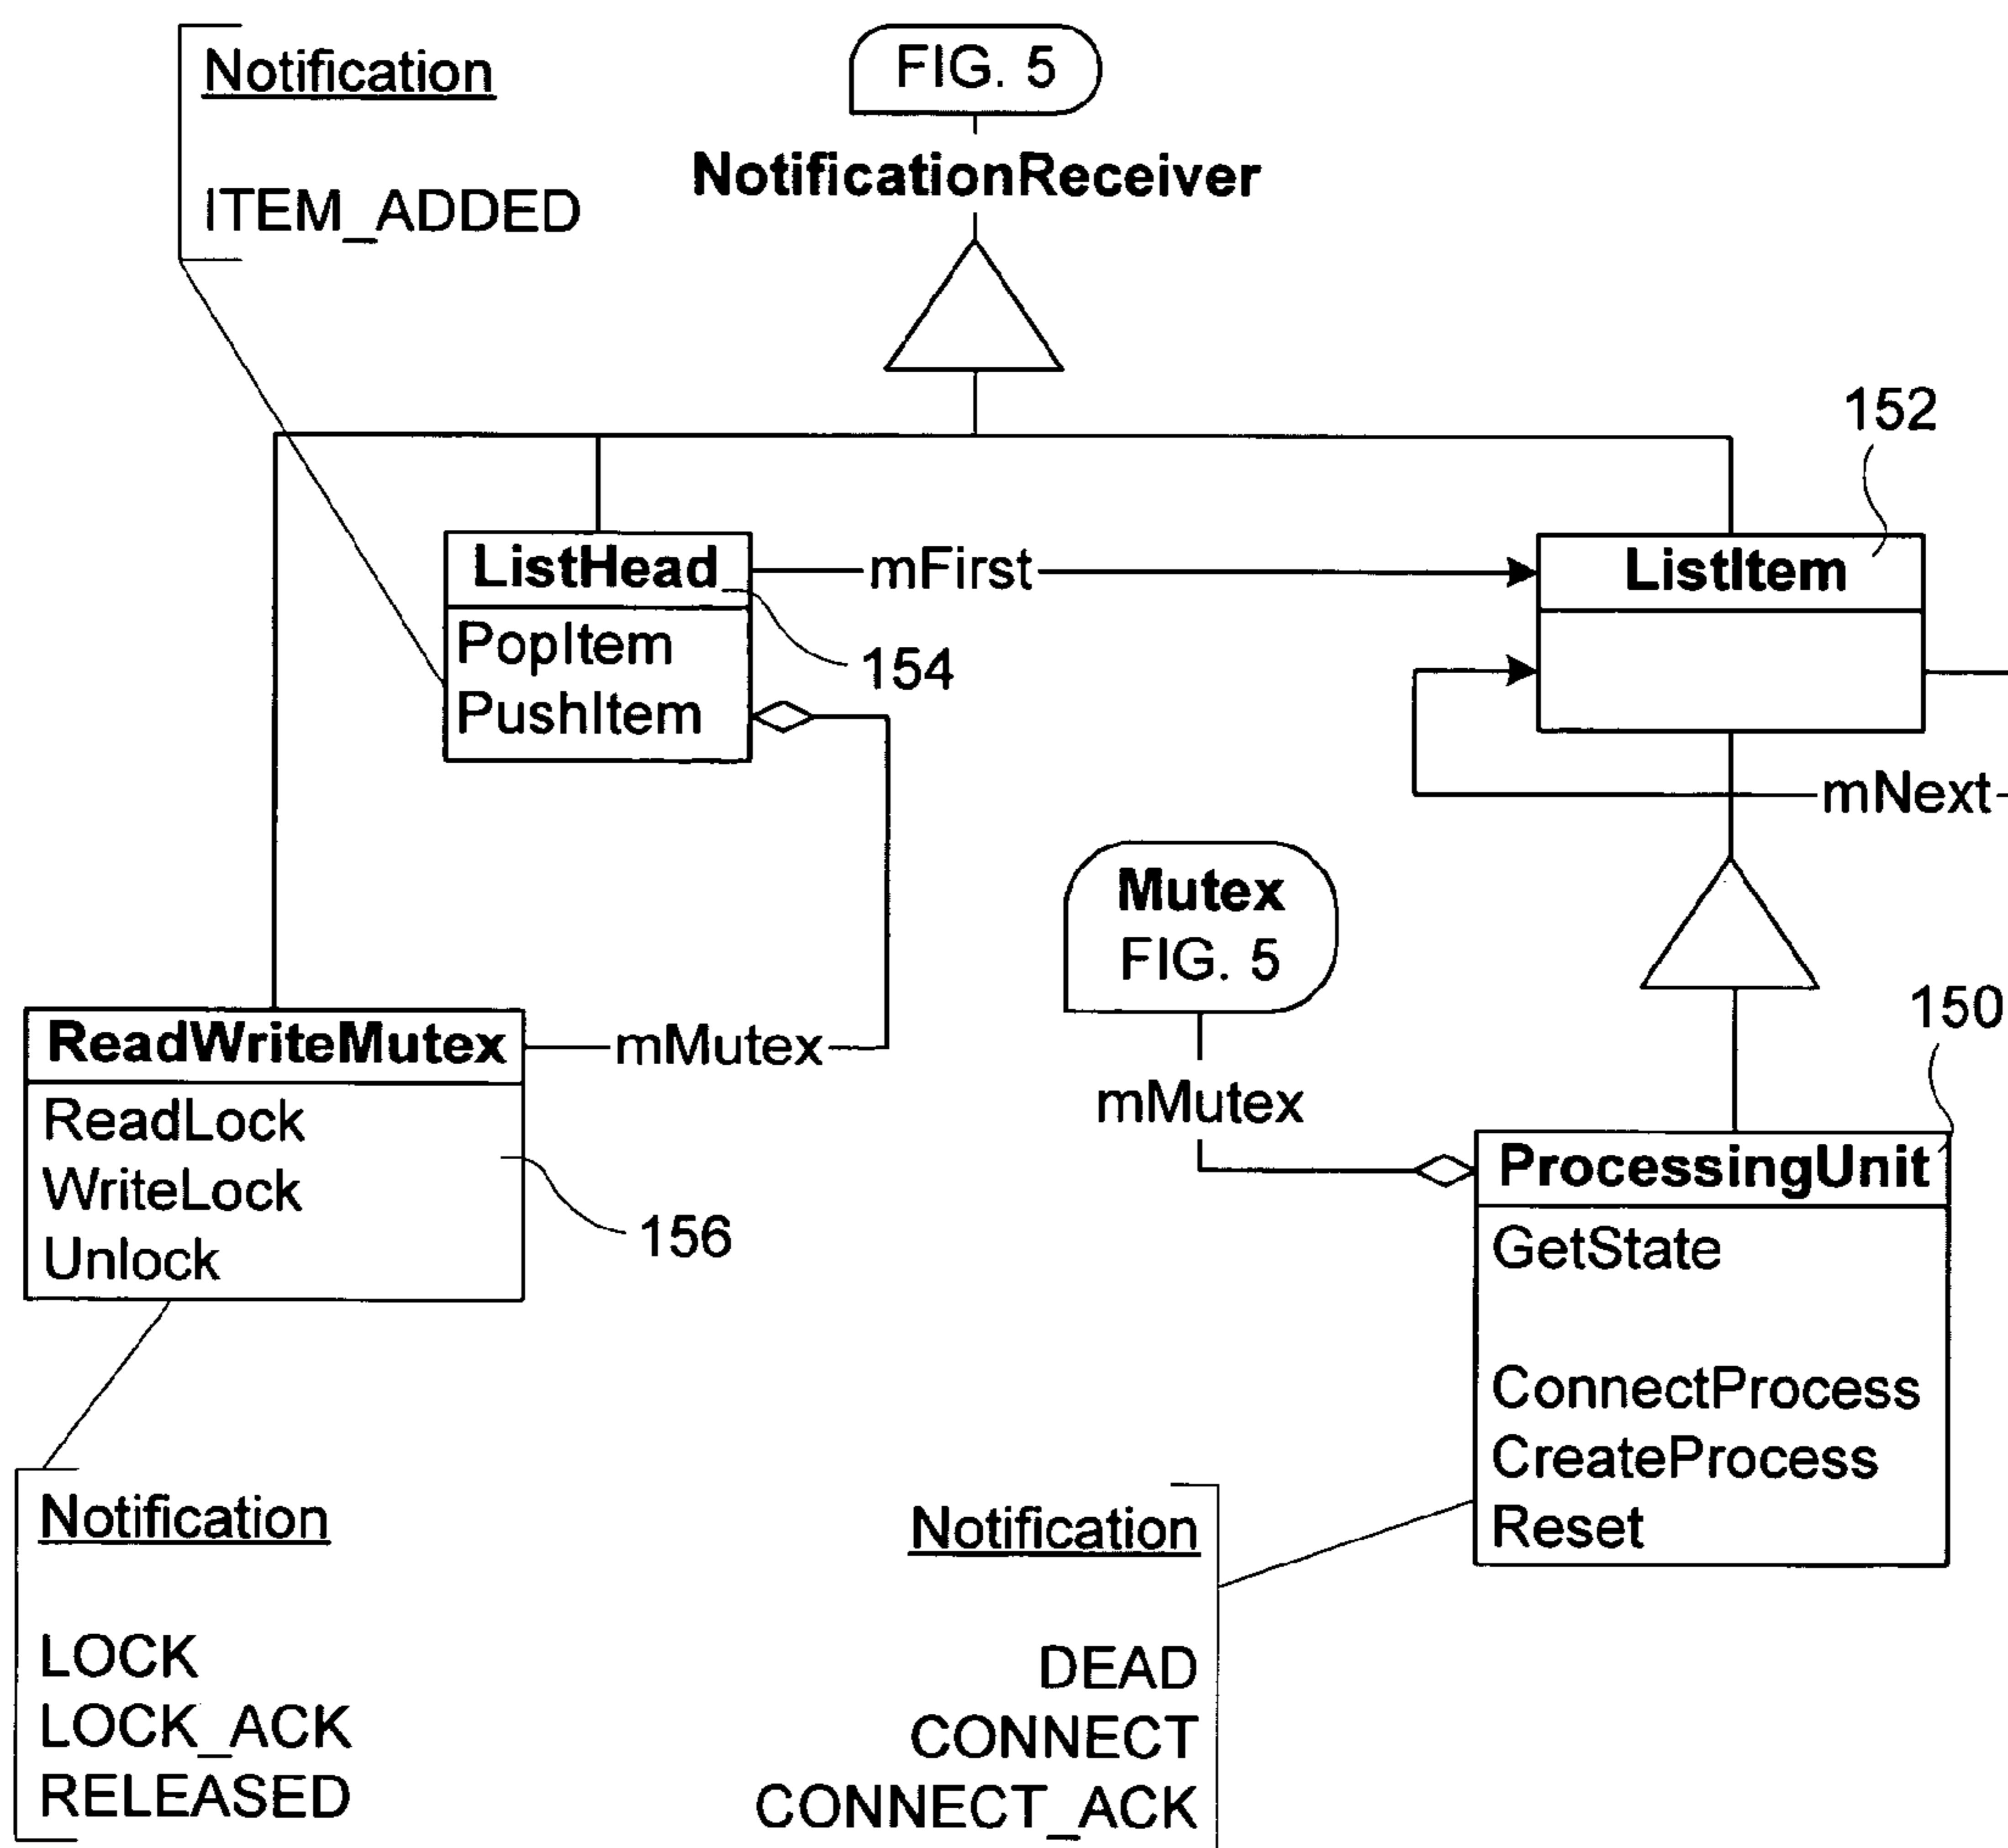 Notification
ITEM_ADDED
FIG. 5
NotificationReceiver
152
ListHead
PopItem
PushItem
154
mFirst
ListItem
mNext
Mutex
FIG. 5
mMutex
150
ReadWriteMutex
ReadLock
WriteLock
Unlock
mMutex
156
ProcessingUnit
GetState
ConnectProcess
CreateProcess
Reset
Notification
LOCK
LOCK_ACK
RELEASED
Notification
DEAD
CONNECT
CONNECT_ACK